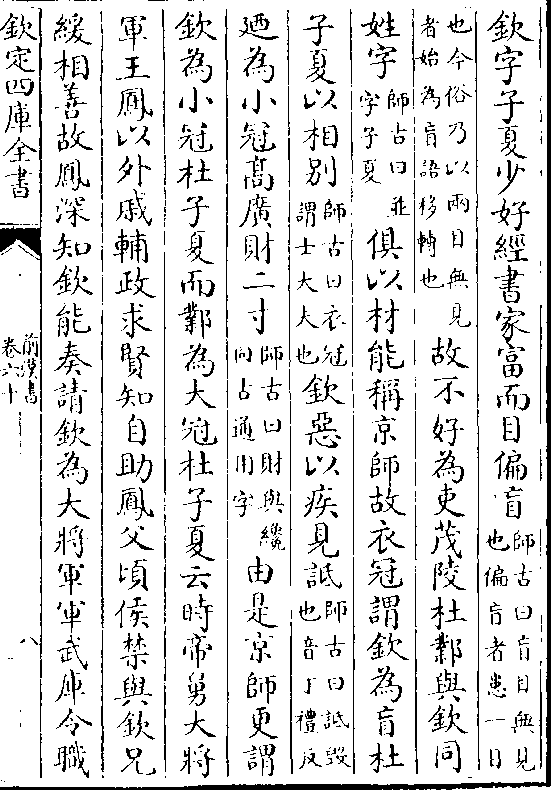 欽字子夏少好經書家富而目偏盲師古曰盲目無見也偏盲者患一目
也今俗乃以兩目無見者始為盲語移轉也故不好為吏茂陵杜鄴與欽同
姓字師古曰並字子夏俱以材能稱京師故衣冠謂欽為盲杜
子夏以相别師古曰衣冠謂士大夫也欽惡以疾見詆師古曰詆毀也音丁禮反
廼為小冠髙廣財二寸師古曰財與纔同古通用字由是京師更謂
欽為小冠杜子夏而鄴為大冠杜子夏云時帝舅大將
軍王鳳以外戚輔政求賢知自助鳳父頃侯禁與欽兄
緩相善故鳳深知欽能奏請欽為大將軍軍武庫令職
欽定四庫全書
前漢書
卷六十
八